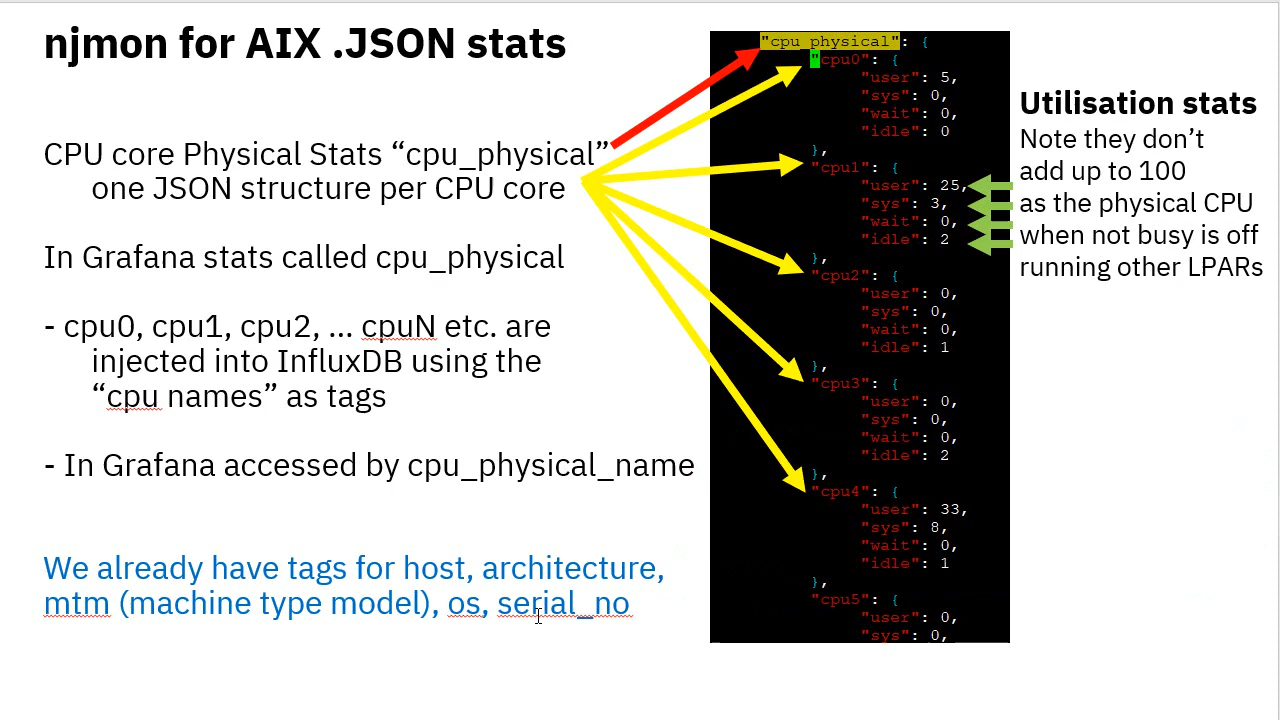 njmon for AIX .JSON stats
CPU core Physical Stats “cpu_physical”
one JSON structure per CPU core
In Grafana stats called cpu_physical
- cpu0, cpu1, cpu2, … cpuN etc. are
injected into InfluxDB using the
“cpu names” as tags
- In Grafana accessed by cpu_physical_name
We already have tags for host, architecture,
mtm (machine type model), os, serial_no
"cpu_physical": {
"cpu0": {
"user": 5,
"sys": 0,
"wait": 0,
"idle": 0
},
"cpu1": {
"user": 25,
"sys": 3,
"wait": 0,
"idle": 2
},
"cpu2": {
"user": 0,
"sys": 0,
"wait": 0,
"idle": 1
},
"cpu3": {
"user": 0,
"sys": 0,
"wait": 0,
"idle": 2
},
"cpu4": {
"user": 33,
"sys": 8,
"wait": 0,
"idle": 1
},
"cpu5": {
"user": 0,
"sys": 0,
Utilisation stats
Note they don’t
add up to 100
as the physical CPU
when not busy is off
running other LPARs